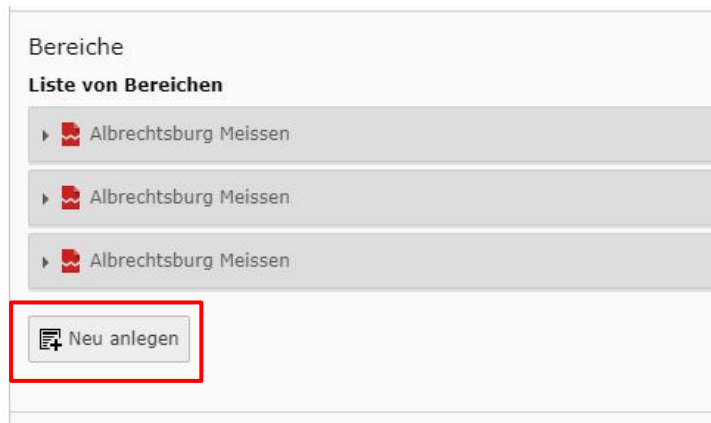 Bereiche
Liste von Bereichen
Albrechtsburg Meissen
Albrechtsburg Meissen
Albrechtsburg Meissen
Neu anlegen